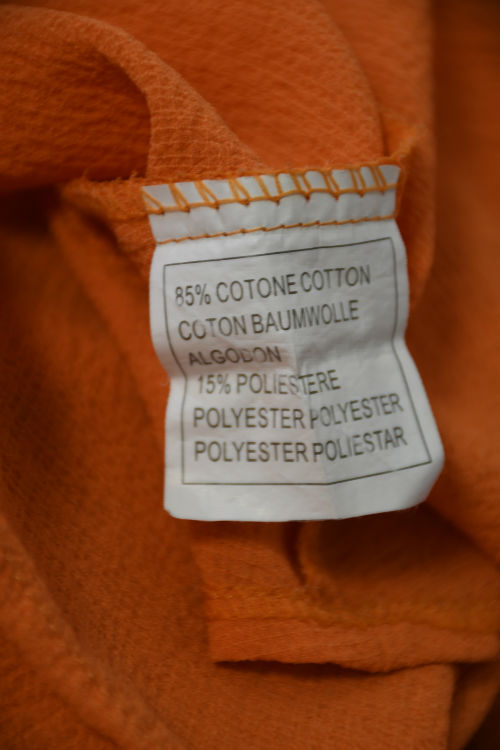 85% COTONE COTTON
COTON BAUMWOLLE
ALGODON
15% POLIESTERE
POLYESTER POLYESTER
POLYESTER POLIESTAR